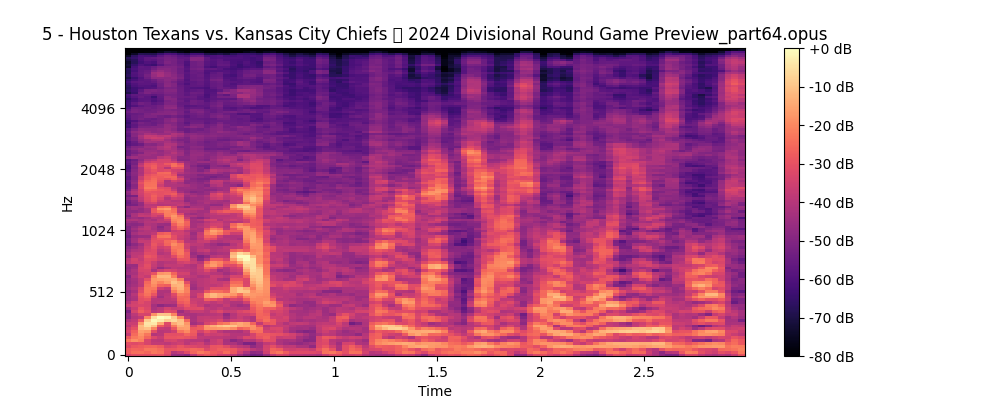 5 - Houston Texans vs. Kansas City Chiefs ▯ 2024 Divisional Round Game Preview_part64.opus
+0 dB
4096
-10 dB
-20 dB
2048
-30 dB
Hz
-40 dB
1024
-50 dB
512
-60 dB
-70 dB
0
-80 dB
0 0.5 1 1.5 2 2.5
Time